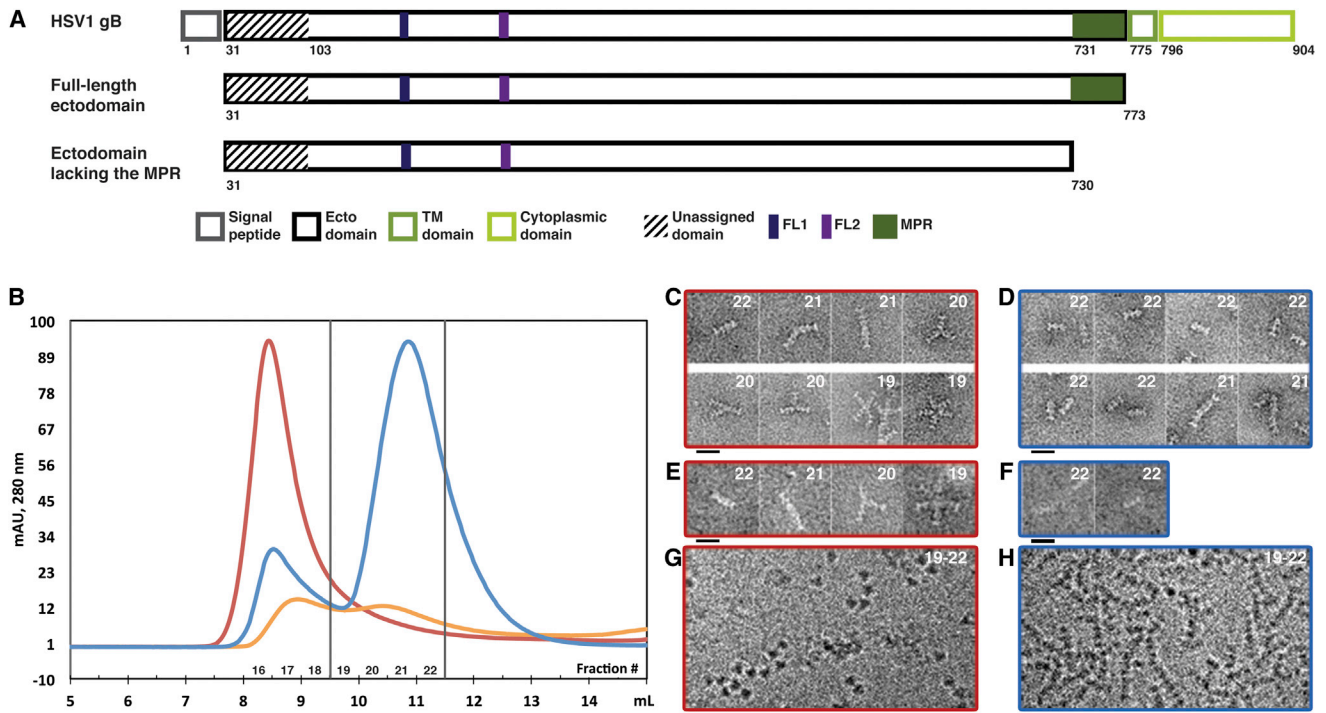 A
HSV1 gB
1 31 103 731 775 796 904
Full-length
ectodomain
31 773
Ectodomain
lacking the MPR
31 730
Signal
peptide
Ecto
domain
TM
domain
Cytoplasmic
domain
Unassigned
domain
FL1
FL2
MPR
B
mAU, 280 nm
100
89
78
67
56
45
34
23
12
1
-10
16 17 18 19 20 21 22 Fraction #
5 6 7 8 9 10 11 12 13 14 mL
C
22 21 21 20
20 20 19 19
D
22 22 22 22
22 22 21 21
E
22 21 20 19
F
22 22
G
19-22
H
19-22